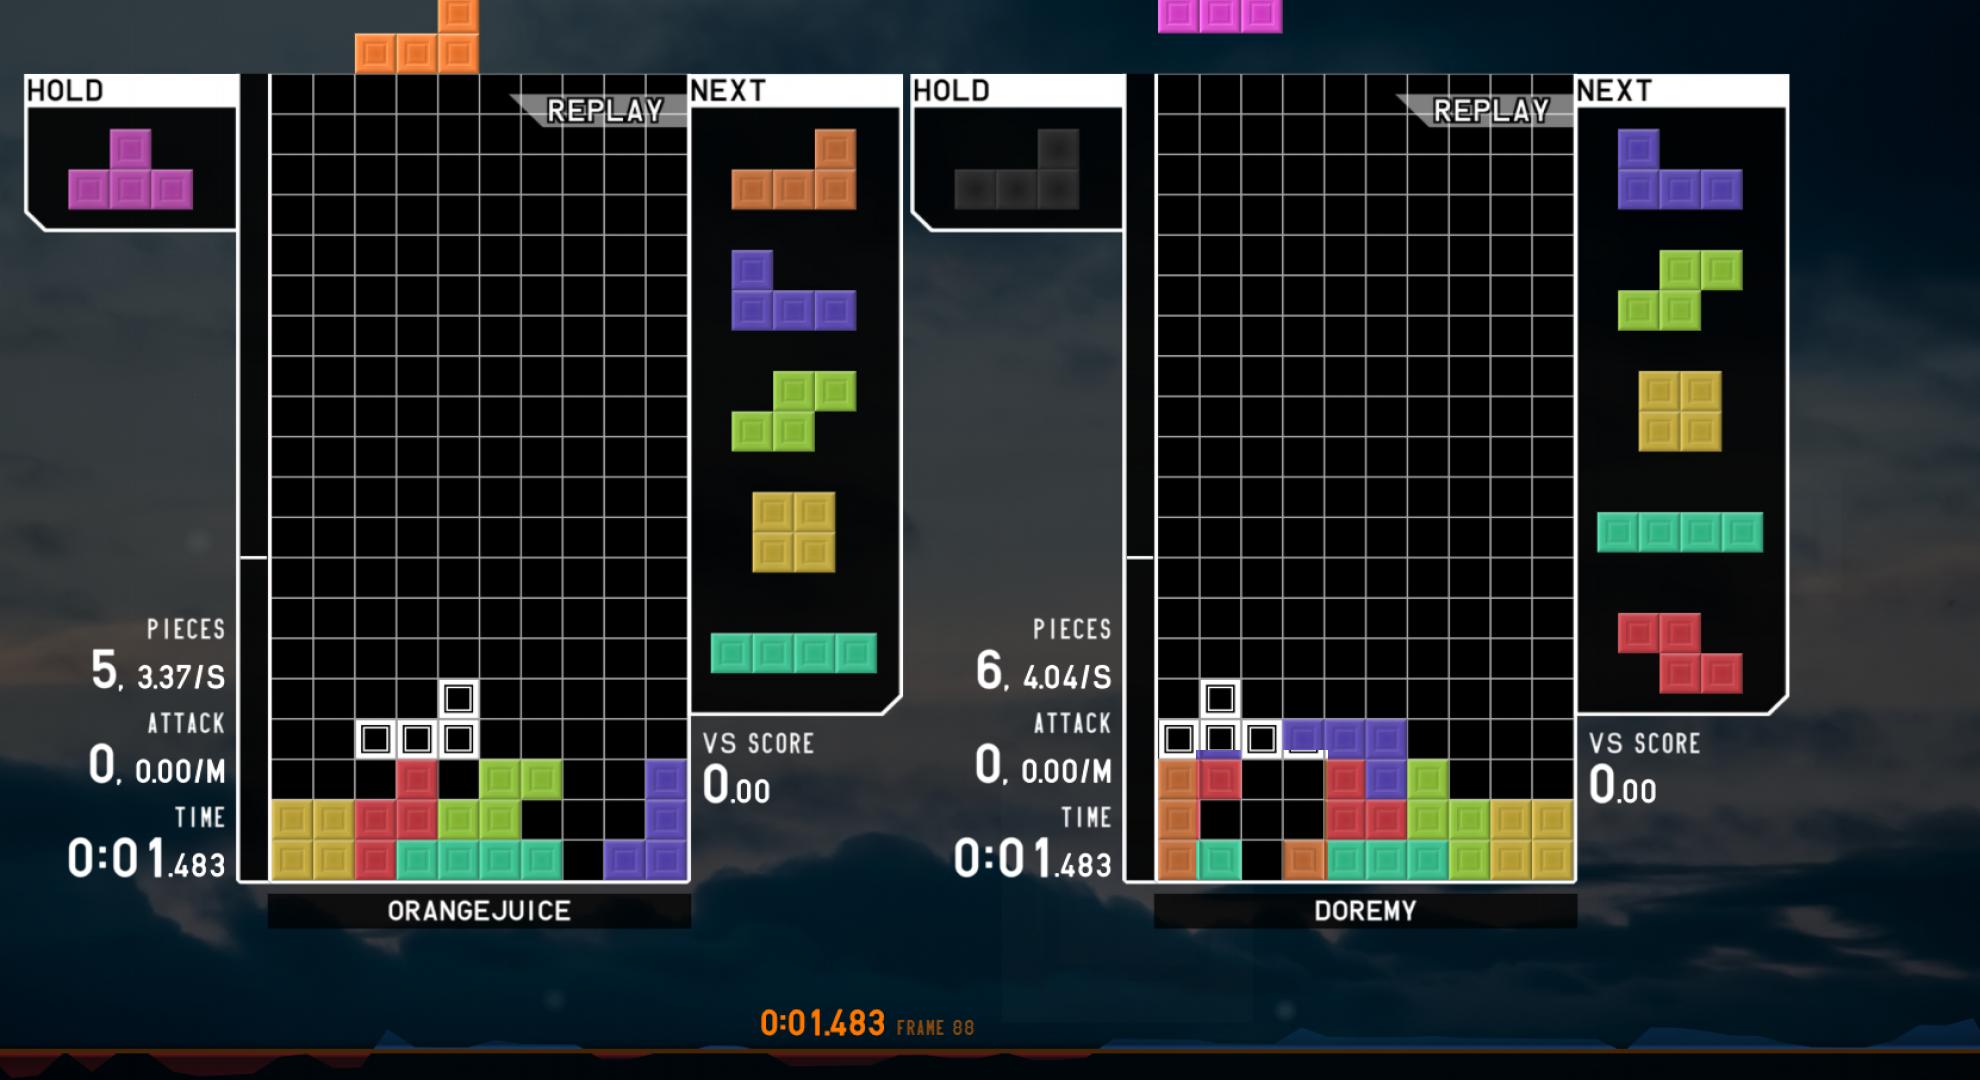 HOLD
REPLAY
NEXT
PIECES
5, 3.37/S
ATTACK
0, 0.00/M
TIME
0:01.483
VS SCORE
0.00
ORANGEJUICE
HOLD
REPLAY
NEXT
PIECES
6, 4.04/S
ATTACK
0, 0.00/M
TIME
0:01.483
VS SCORE
0.00
DOREMY
0:01.483 FRAME 88